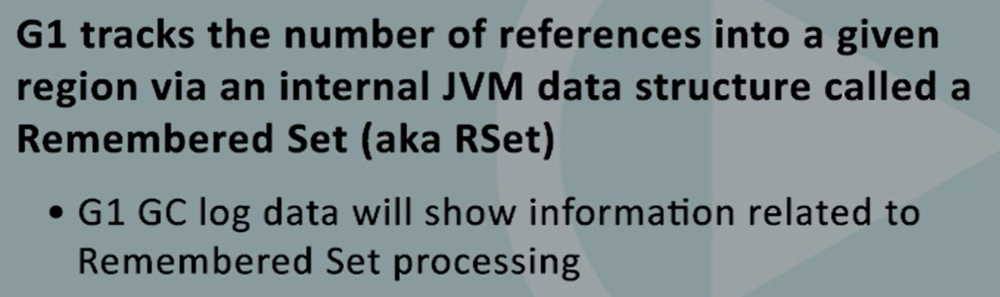 G1 tracks the number of references into a given
region via an internal JVM data structure called a
Remembered Set (aka RSet)
• G1 GC log data will show information related to
Remembered Set processing